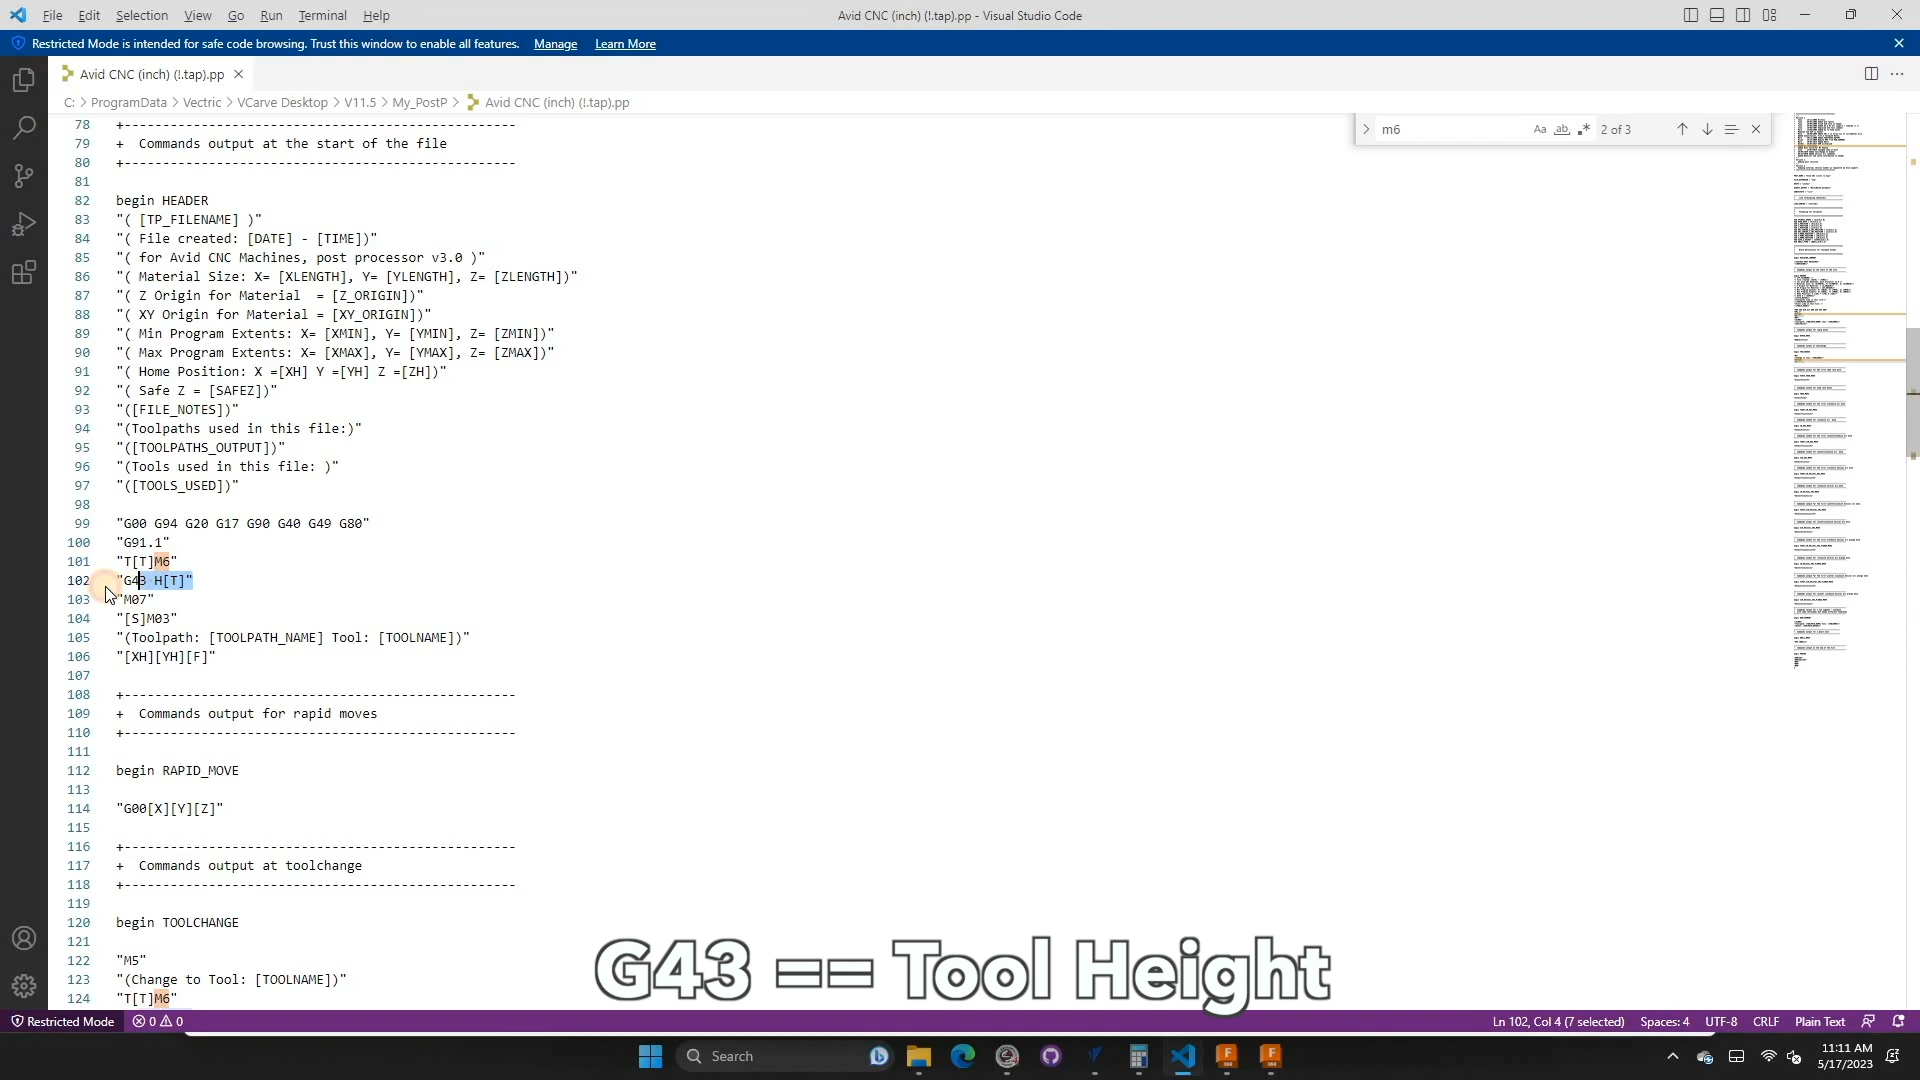 File Edit Selection View Go Run Terminal Help
Avid CNC (inch) (!.tap).pp - Visual Studio Code
Restricted Mode is intended for safe code browsing. Trust this window to enable all features. Manage Learn More
Avid CNC (inch) (!.tap).pp
C: > ProgramData > Vectric > VCarve Desktop > V11.5 > My_PostP > Avid CNC (inch) (!.tap).pp
m6 Aa ab 2 of 3
78 +----------------------------------------------------
79 + Commands output at the start of the file
80 +----------------------------------------------------
81
82 begin HEADER
83 "( [TP_FILENAME] )"
84 "( File created: [DATE] - [TIME])"
85 "( for Avid CNC Machines, post processor v3.0 )"
86 "( Material Size: X= [XLENGTH], Y= [YLENGTH], Z= [ZLENGTH])"
87 "( Z Origin for Material  = [Z_ORIGIN])"
88 "( XY Origin for Material = [XY_ORIGIN])"
89 "( Min Program Extents: X= [XMIN], Y= [YMIN], Z= [ZMIN])"
90 "( Max Program Extents: X= [XMAX], Y= [YMAX], Z= [ZMAX])"
91 "( Home Position: X =[XH] Y =[YH] Z =[ZH])"
92 "( Safe Z = [SAFEZ])"
93 "([FILE_NOTES])"
94 "(Toolpaths used in this file:)"
95 "([TOOLPATHS_OUTPUT])"
96 "(Tools used in this file: )"
97 "([TOOLS_USED])"
98
99 "G00 G94 G20 G17 G90 G40 G49 G80"
100 "G91.1"
101 "T[T]M6"
102 "G43 H[T]"
103 "M07"
104 "[S]M03"
105 "(Toolpath: [TOOLPATH_NAME] Tool: [TOOLNAME])"
106 "[XH][YH][F]"
107
108 +----------------------------------------------------
109 + Commands output for rapid moves
110 +----------------------------------------------------
111
112 begin RAPID_MOVE
113
114 "G00[X][Y][Z]"
115
116 +----------------------------------------------------
117 + Commands output at toolchange
118 +----------------------------------------------------
119
120 begin TOOLCHANGE
121
122 "M5"
123 "(Change to Tool: [TOOLNAME])"
124 "T[T]M6"
G43 == Tool Height
Restricted Mode 0 0 Ln 102, Col 4 (7 selected) Spaces: 4 UTF-8 CRLF Plain Text
Search
11:11 AM
5/17/2023